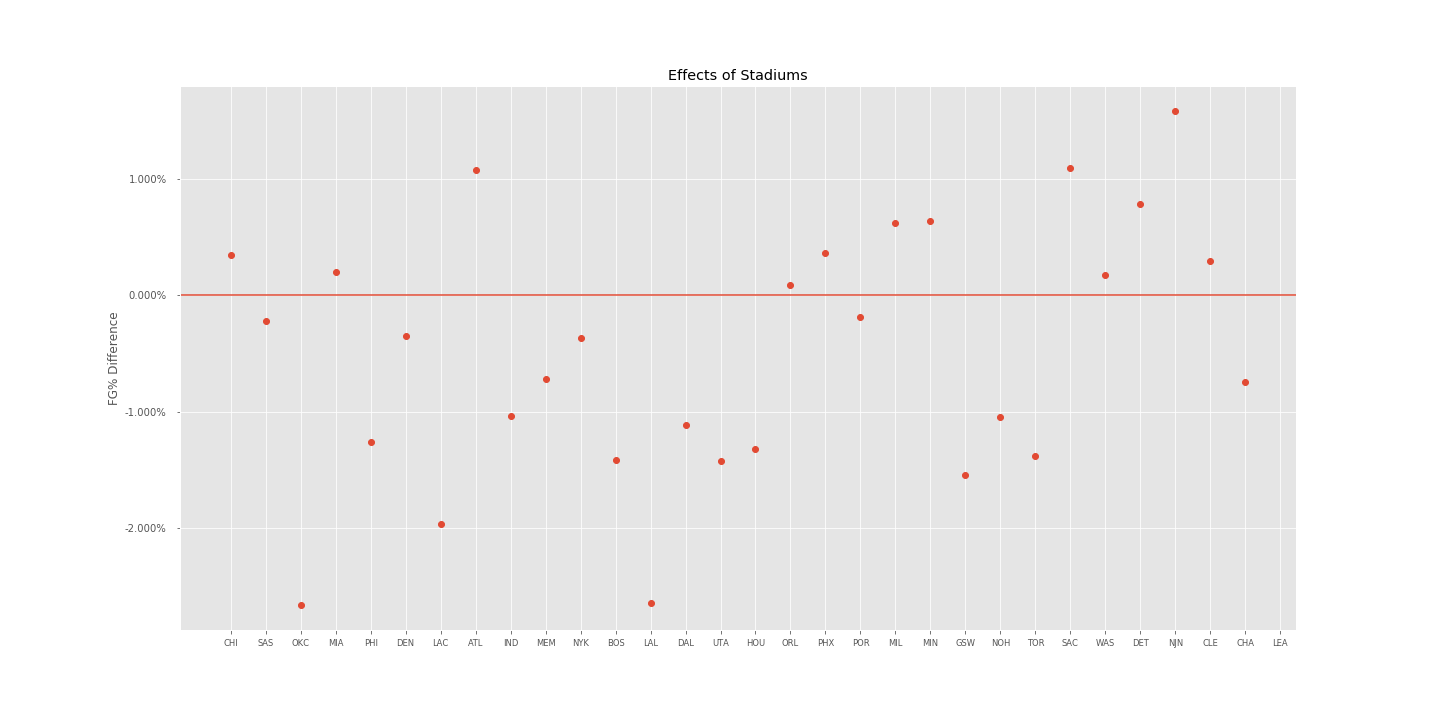 Effects of Stadiums
1.000%
0.000%
-1.000%
-2.000%
FG% Difference
CHI SAS OKC MIA PHI DEN LAC ATL IND MEM NYK BOS LAL DAL UTA HOU ORL PHX POR MIL MIN GSW NOH TOR SAC WAS DET NJN CLE CHA LEA